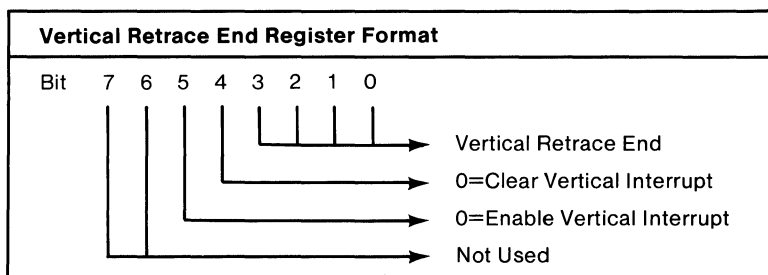 Vertical Retrace End Register Format
Bit 7 6 5 4 3 2 1 0
Vertical Retrace End
0=Clear Vertical Interrupt
0=Enable Vertical Interrupt
Not Used